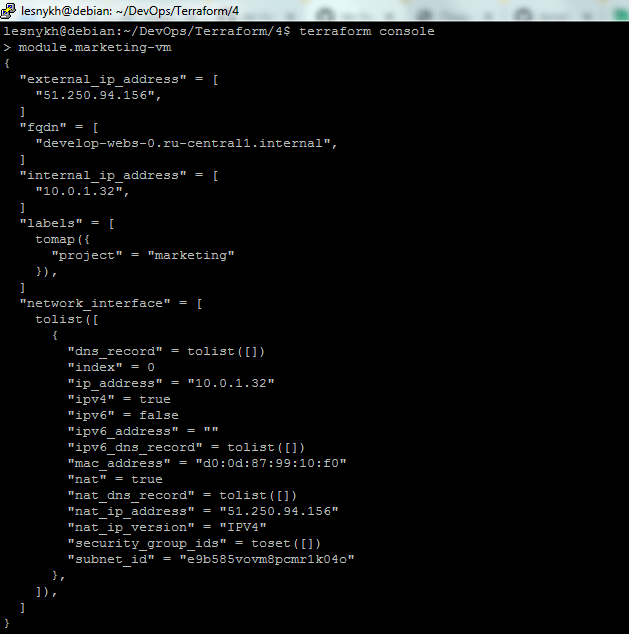 lesnykh@debian: ~/DevOps/Terraform/4
lesnykh@debian:~/DevOps/Terraform/4$ terraform console
> module.marketing-vm
{
  "external_ip_address" = [
    "51.250.94.156",
  ]
  "fqdn" = [
    "develop-webs-0.ru-central1.internal",
  ]
  "internal_ip_address" = [
    "10.0.1.32",
  ]
  "labels" = [
    tomap({
      "project" = "marketing"
    }),
  ]
  "network_interface" = [
    tolist([
      {
        "dns_record" = tolist([])
        "index" = 0
        "ip_address" = "10.0.1.32"
        "ipv4" = true
        "ipv6" = false
        "ipv6_address" = ""
        "ipv6_dns_record" = tolist([])
        "mac_address" = "d0:0d:87:99:10:f0"
        "nat" = true
        "nat_dns_record" = tolist([])
        "nat_ip_address" = "51.250.94.156"
        "nat_ip_version" = "IPV4"
        "security_group_ids" = toset([])
        "subnet_id" = "e9b585vovm8pcmr1k04o"
      },
    ]),
  ]
}